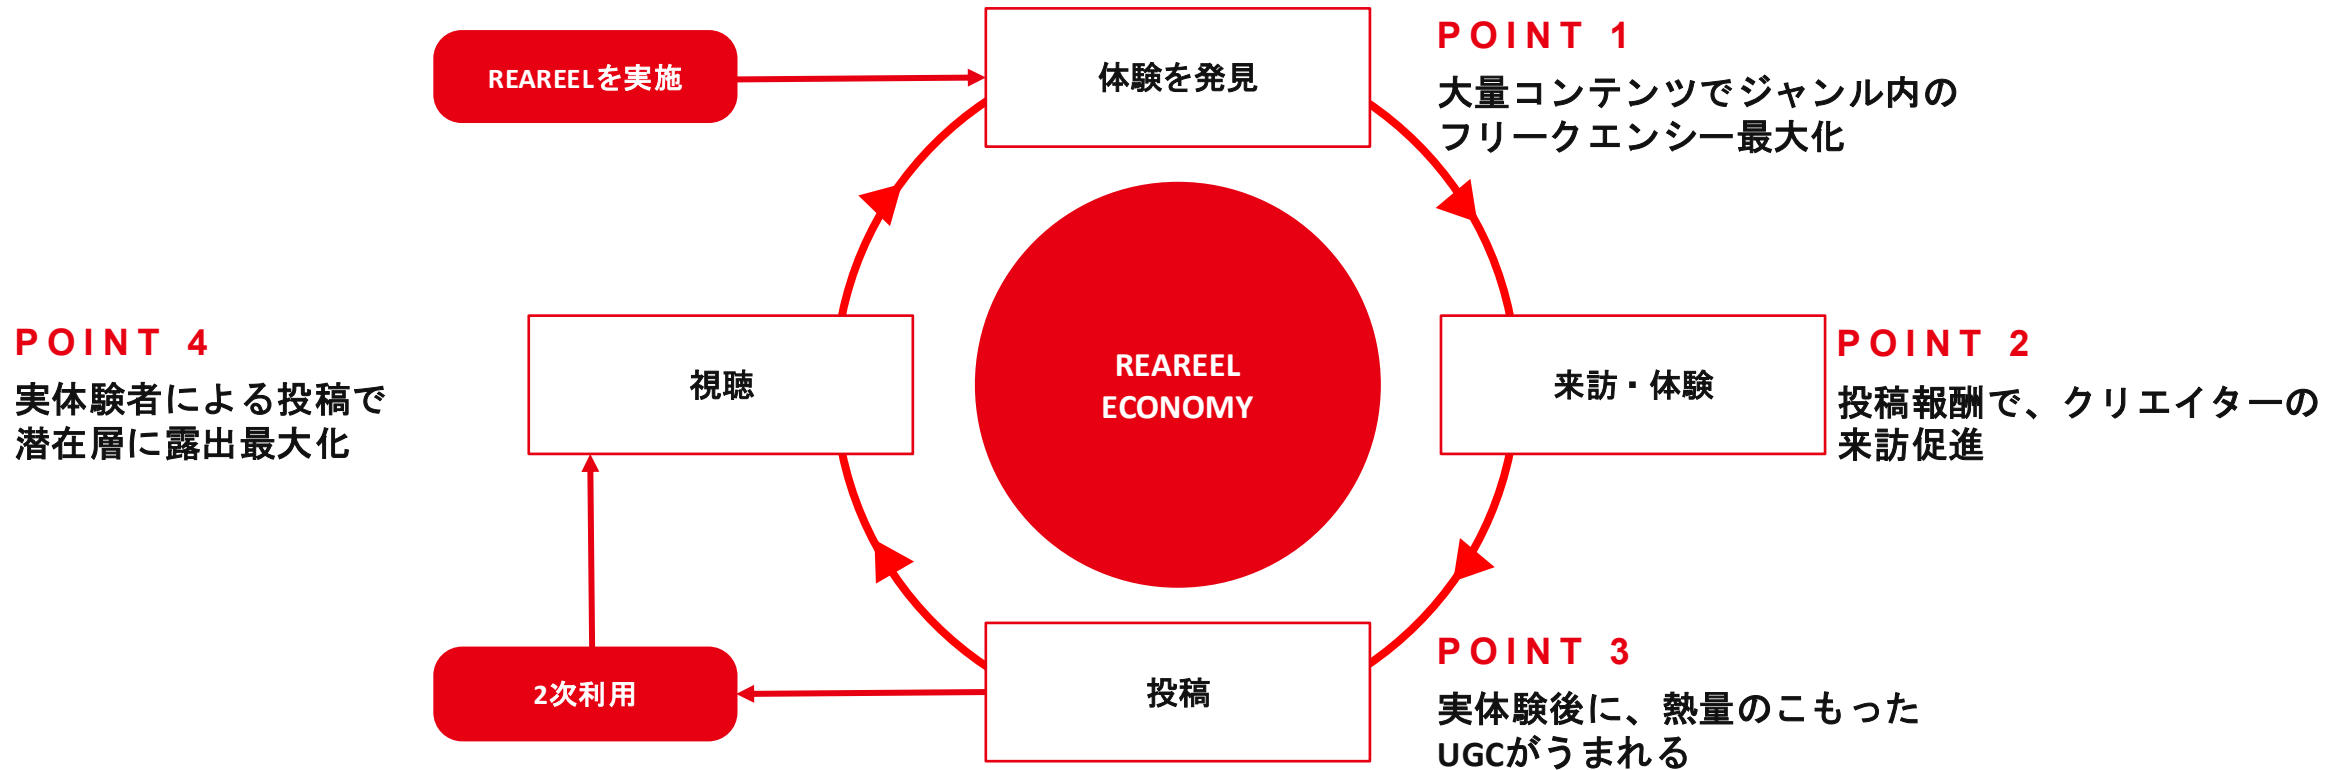 REAREELを実施
体験を発見
POINT 1
大量コンテンツでジャンル内の
フリークエンシー最大化
POINT 4
実体験者による投稿で
潜在層に露出最大化
視聴
REAREEL
ECONOMY
来訪・体験
POINT 2
投稿報酬で、クリエイターの
来訪促進
2次利用
投稿
POINT 3
実体験後に、熱量のこもった
UGCがうまれる